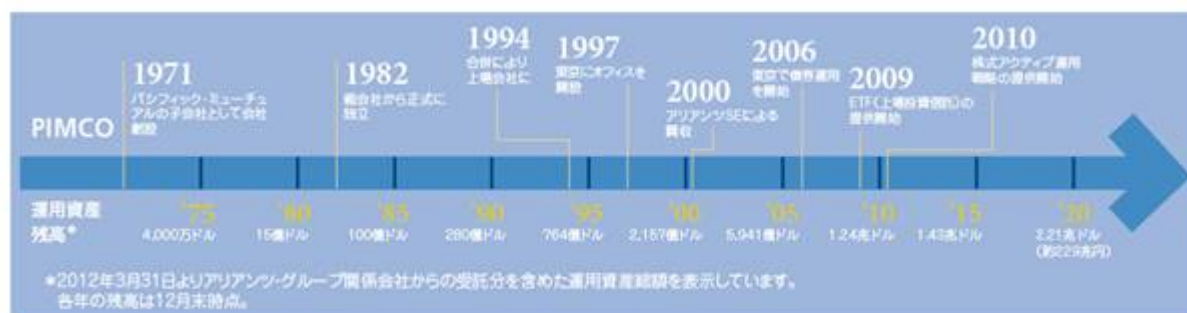 1971
パシフィック・ミューチュ
アルの子会社として会社
創設
1982
親会社から正式に
独立
1994
合併により
上場会社に
1997
東京にオフィスを
開設
2000
アリアンツSEによる
買収
2006
東京で債券運用
を開始
2009
ETF(上場投資信託)の
提供開始
2010
株式アクティブ運用
戦略の提供開始
PIMCO
運用資産
残高*
'75
4,000万ドル
'80
15億ドル
'85
100億ドル
'90
280億ドル
'95
764億ドル
'00
2,157億ドル
'05
5,941億ドル
'10
1.24兆ドル
'15
1.43兆ドル
'20
2.21兆ドル
(約229兆円)
*2012年3月31日よりアリアンツ・グループ関係会社からの受託分を含めた運用資産総額を表示しています。
各年の残高は12月末時点。